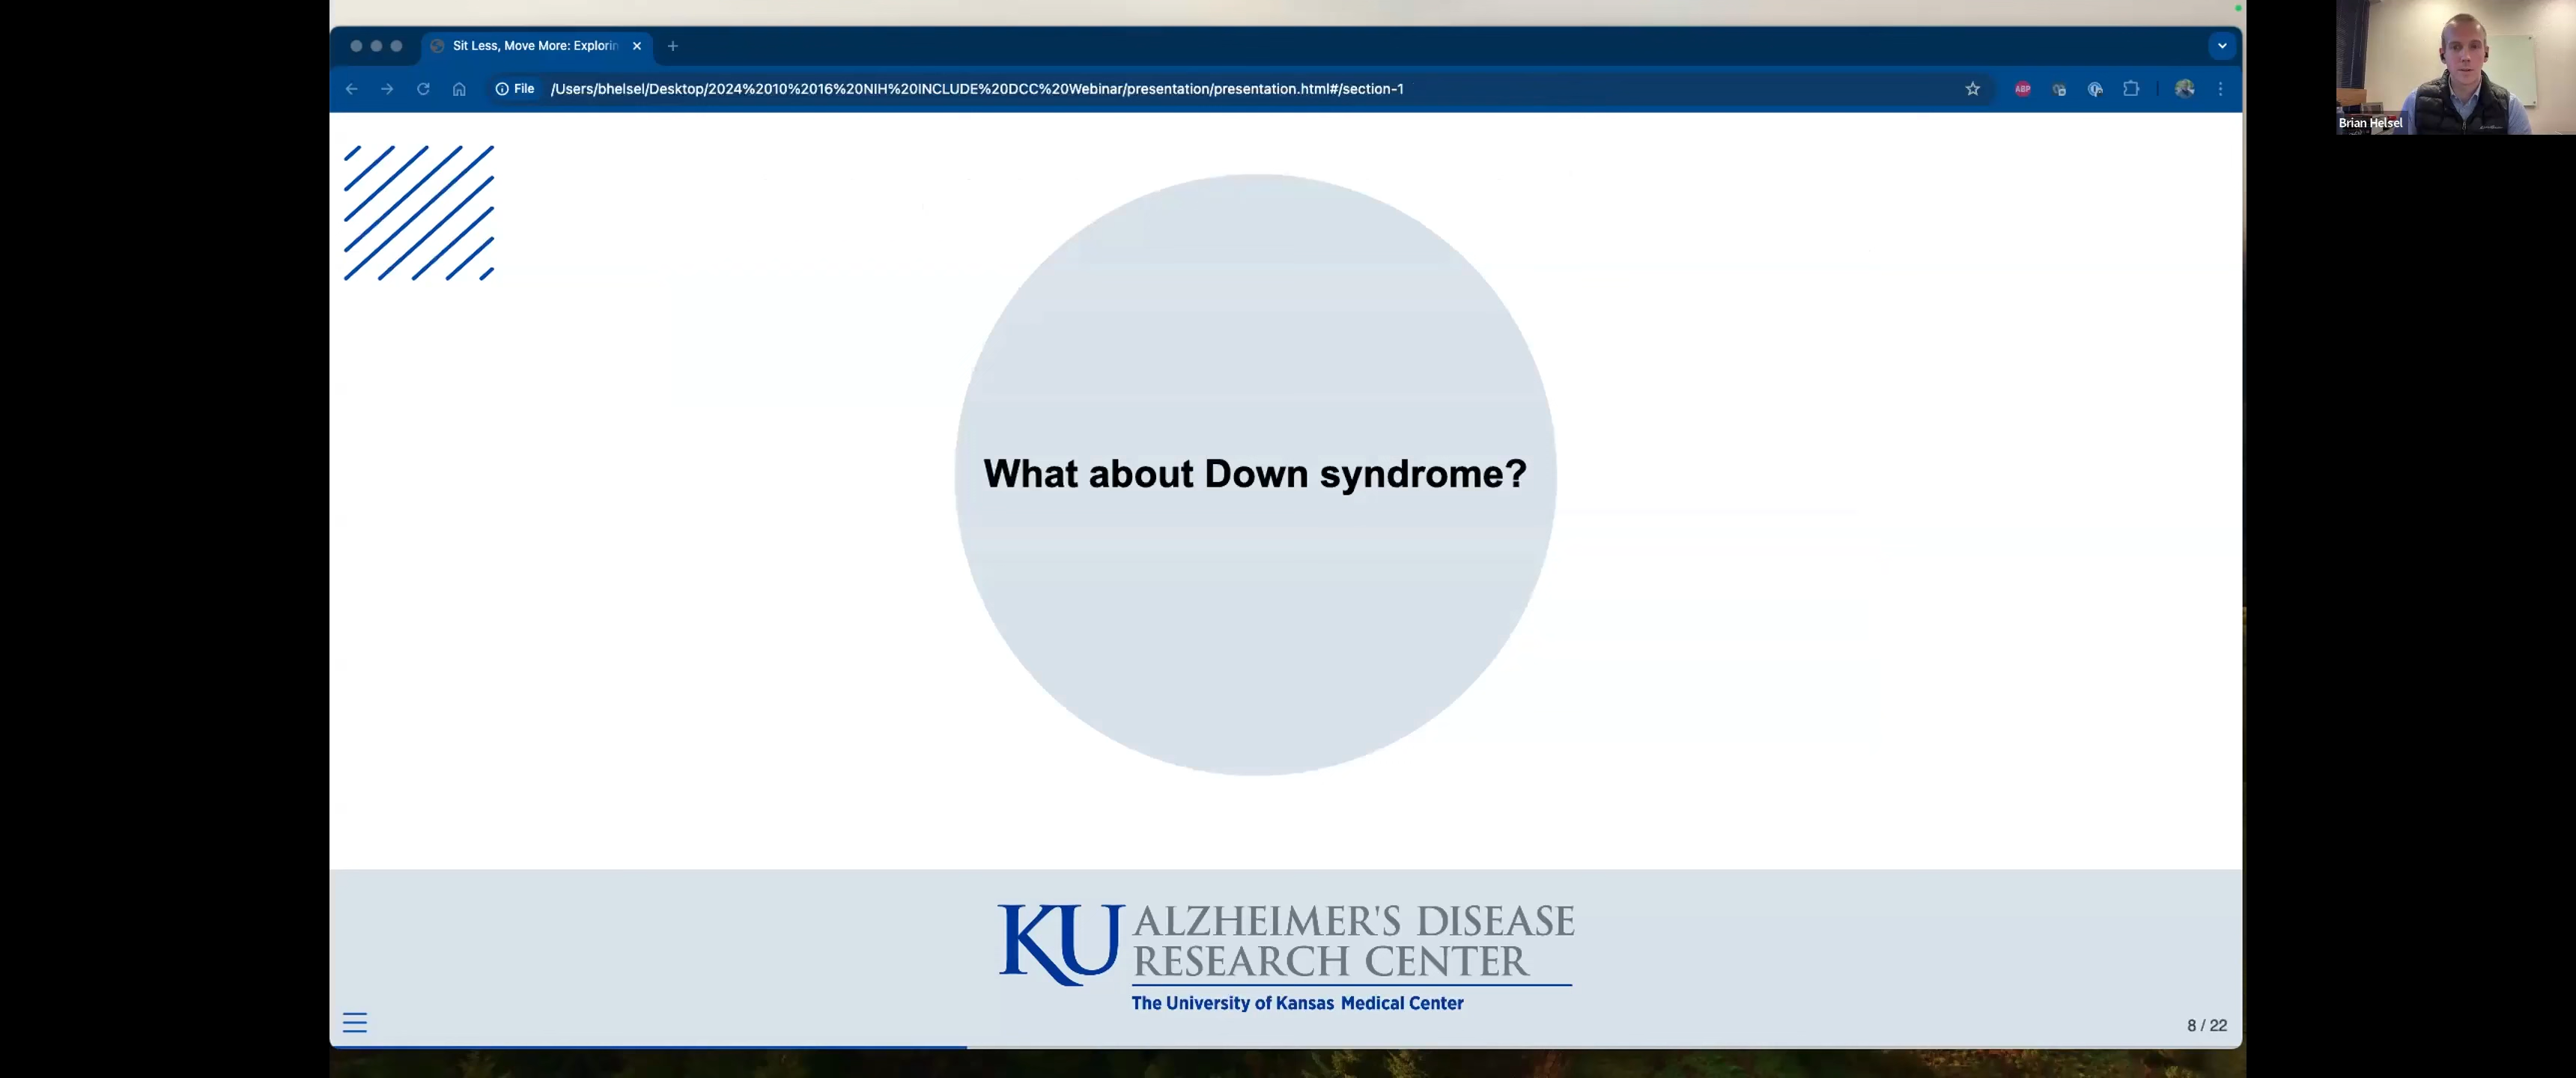 Sit Less, Move More: Explorin
File
/Users/bhelsel/Desktop/2024%2010%2016%20NIH%20INCLUDE%20DCC%20Webinar/presentation/presentation.html#/section-1
ABP
Brian Helsel
What about Down syndrome?
KU ALZHEIMER'S DISEASE
RESEARCH CENTER
The University of Kansas Medical Center
8 / 22